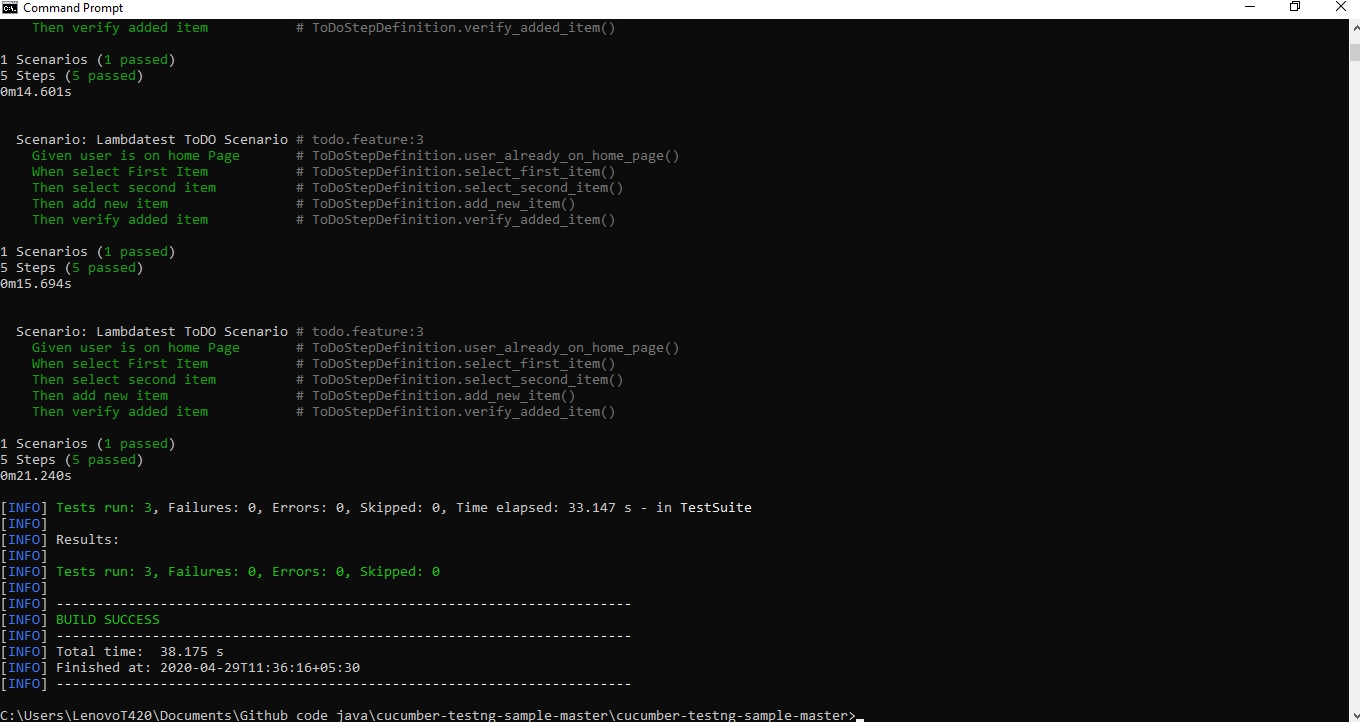 Command Prompt
Then verify added item # ToDoStepDefinition.verify_added_item()
1 Scenarios (1 passed)
5 Steps (5 passed)
0m14.601s
Scenario: Lambdatest ToDO Scenario # todo.feature:3
Given user is on home Page # ToDoStepDefinition.user_already_on_home_page()
When select First Item # ToDoStepDefinition.select_first_item()
Then select second item # ToDoStepDefinition.select_second_item()
Then add new item # ToDoStepDefinition.add_new_item()
Then verify added item # ToDoStepDefinition.verify_added_item()
1 Scenarios (1 passed)
5 Steps (5 passed)
0m15.694s
Scenario: Lambdatest ToDO Scenario # todo.feature:3
Given user is on home Page # ToDoStepDefinition.user_already_on_home_page()
When select First Item # ToDoStepDefinition.select_first_item()
Then select second item # ToDoStepDefinition.select_second_item()
Then add new item # ToDoStepDefinition.add_new_item()
Then verify added item # ToDoStepDefinition.verify_added_item()
1 Scenarios (1 passed)
5 Steps (5 passed)
0m21.240s
[INFO] Tests run: 3, Failures: 0, Errors: 0, Skipped: 0, Time elapsed: 33.147 s - in TestSuite
[INFO]
[INFO] Results:
[INFO]
[INFO] Tests run: 3, Failures: 0, Errors: 0, Skipped: 0
[INFO]
[INFO] ------------------------------------------------------------------------
[INFO] BUILD SUCCESS
[INFO] ------------------------------------------------------------------------
[INFO] Total time:  38.175 s
[INFO] Finished at: 2020-04-29T11:36:16+05:30
[INFO] ------------------------------------------------------------------------
C:\Users\LenovoT420\Documents\Github code java\cucumber-testng-sample-master\cucumber-testng-sample-master>